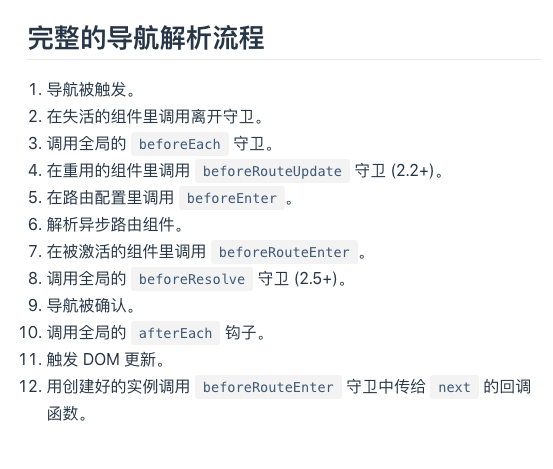 完整的导航解析流程
1. 导航被触发。
2. 在失活的组件里调用离开守卫。
3. 调用全局的 beforeEach 守卫。
4. 在重用的组件里调用 beforeRouteUpdate 守卫 (2.2+)。
5. 在路由配置里调用 beforeEnter 。
6. 解析异步路由组件。
7. 在被激活的组件里调用 beforeRouteEnter 。
8. 调用全局的 beforeResolve 守卫 (2.5+)。
9. 导航被确认。
10. 调用全局的 afterEach 钩子。
11. 触发 DOM 更新。
12. 用创建好的实例调用 beforeRouteEnter 守卫中传给 next 的回调
函数。